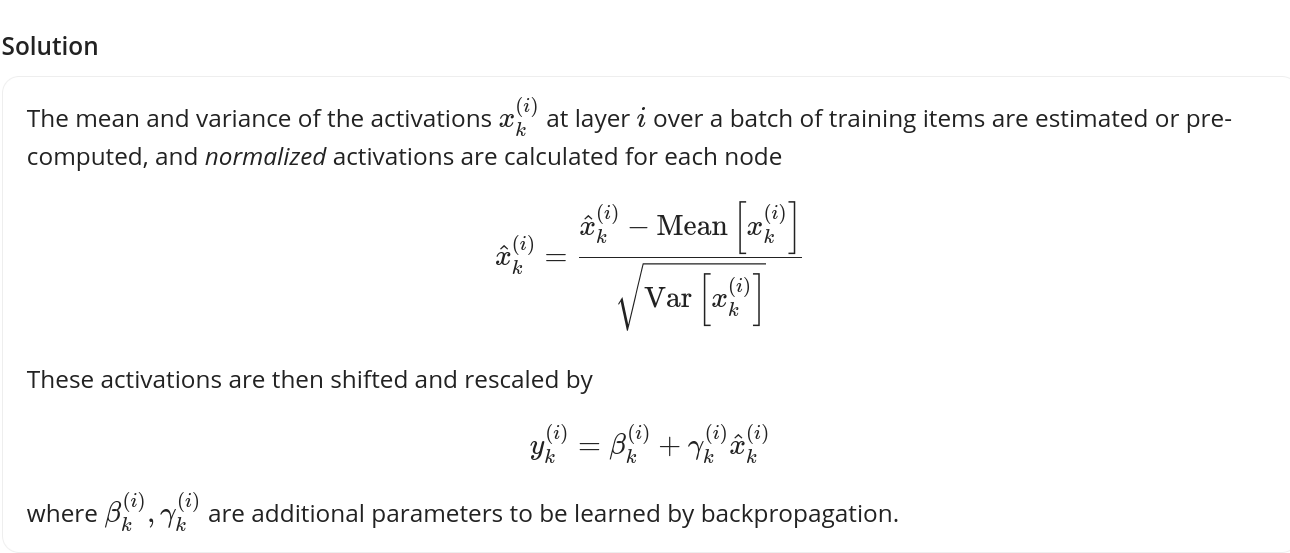 Solution
The mean and variance of the activations $x_k^{(i)}$ at layer $i$ over a batch of training items are estimated or pre-
computed, and normalized activations are calculated for each node
$$\hat{x}_k^{(i)} = \frac{\hat{x}_k^{(i)} - \text{Mean}\left[x_k^{(i)}\right]}{\sqrt{\text{Var}\left[x_k^{(i)}\right]}}$$
These activations are then shifted and rescaled by
$$y_k^{(i)} = \beta_k^{(i)} + \gamma_k^{(i)} \hat{x}_k^{(i)}$$
where $\beta_k^{(i)}, \gamma_k^{(i)}$ are additional parameters to be learned by backpropagation.